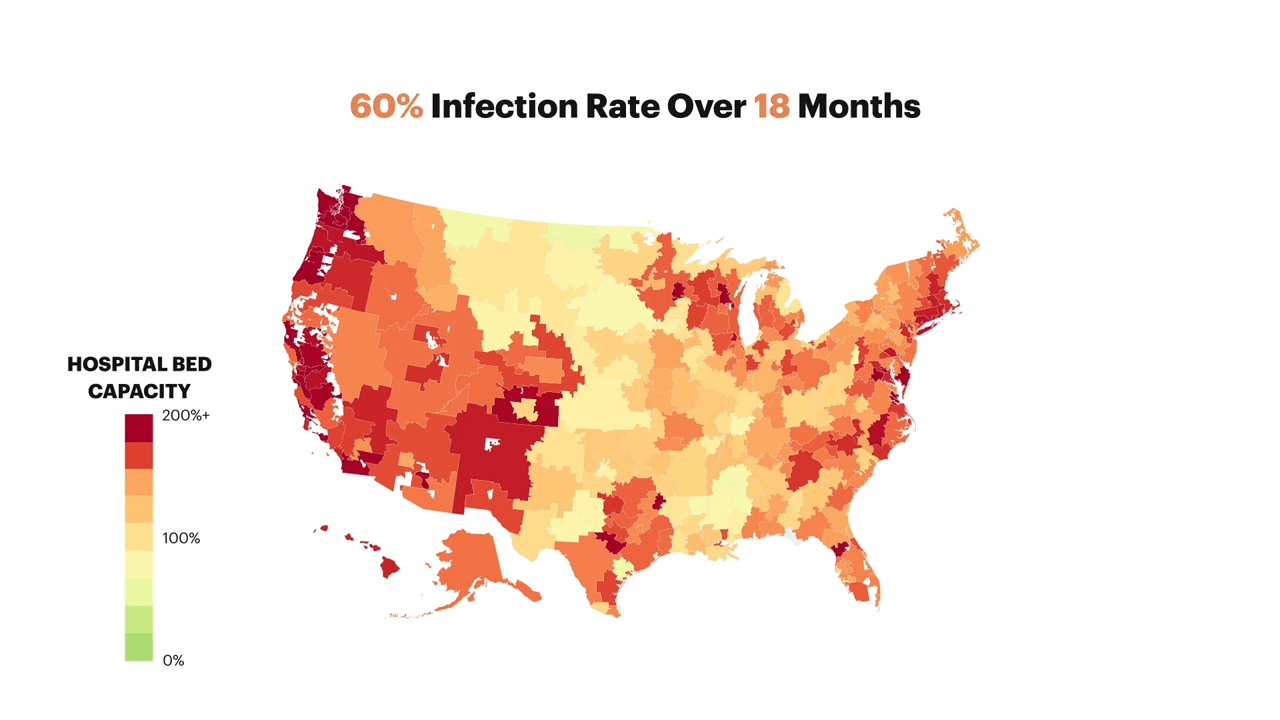 60% Infection Rate Over 18 Months
HOSPITAL BED
CAPACITY
200%+
100%
0%